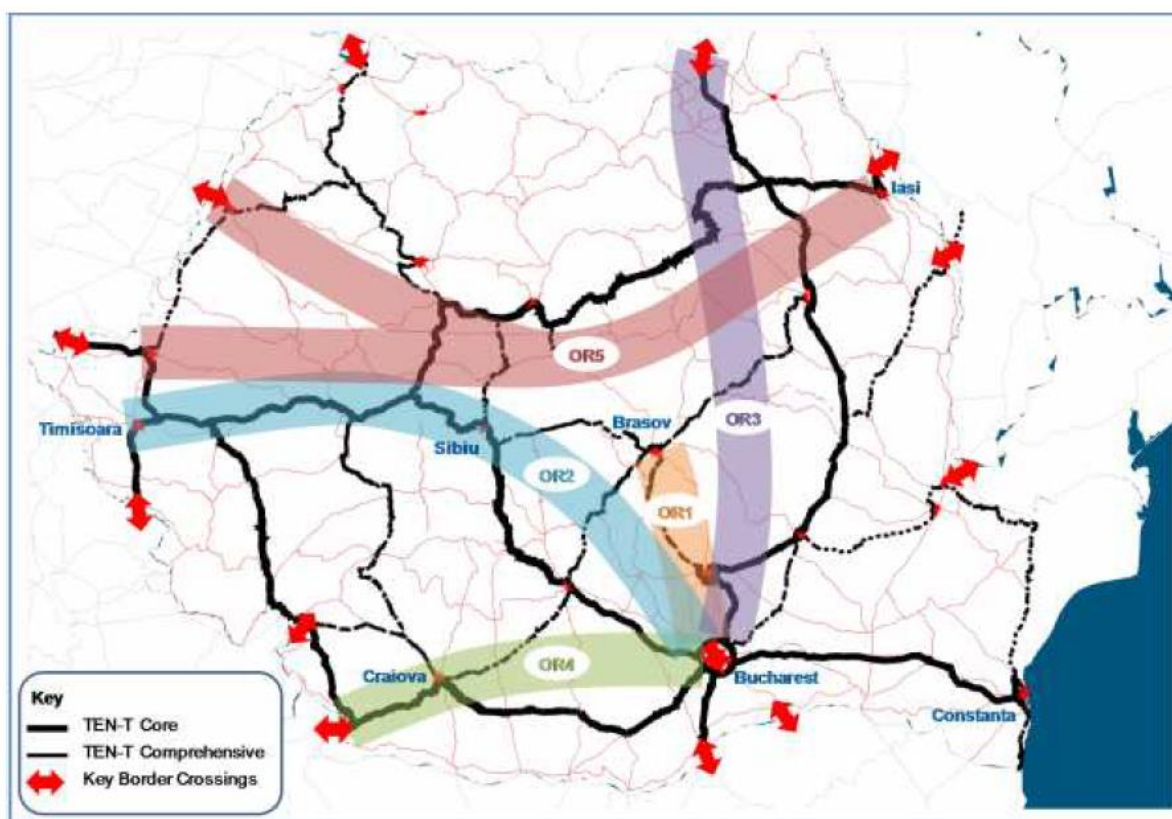 Iasi
OR5
Timisoara
Brasov
OR3
Sibiu
OR2
OR1
OR4
Craiova
Bucharest
Constanta
Key
TEN-T Core
TEN-T Comprehensive
Key Border Crossings